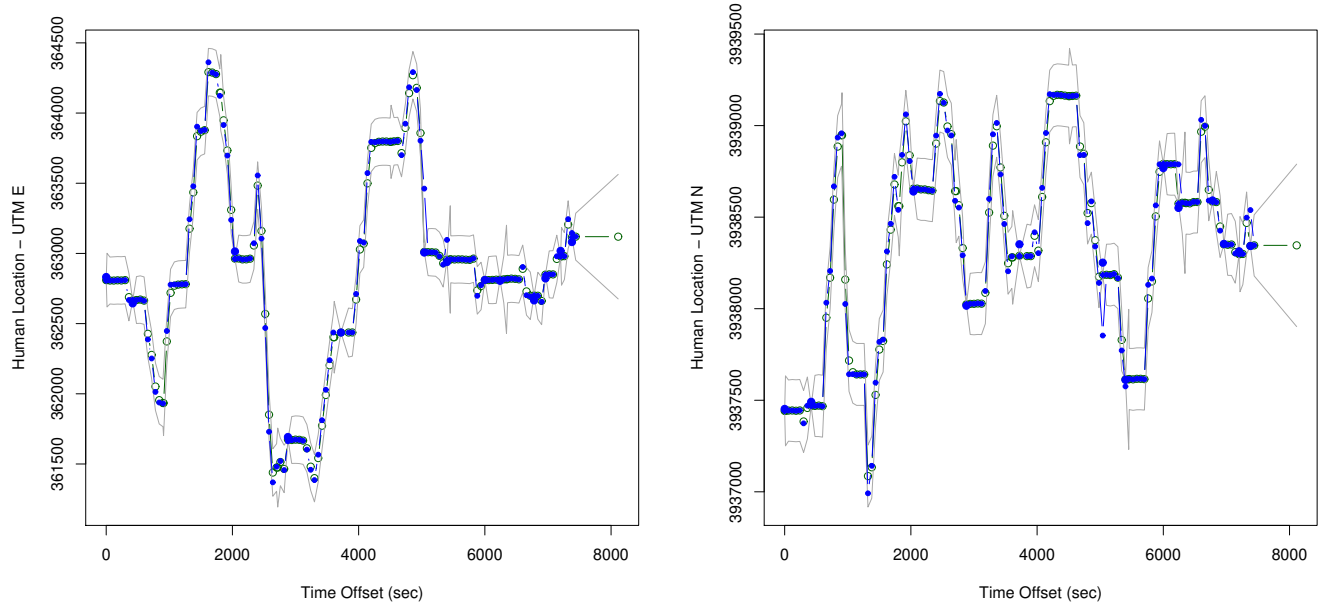 Human Location – UTM E
361500 362000 362500 363000 363500 364000 364500
0 2000 4000 6000 8000
Time Offset (sec)
Human Location – UTM N
3937000 3937500 3938000 3938500 3939000 3939500
0 2000 4000 6000 8000
Time Offset (sec)